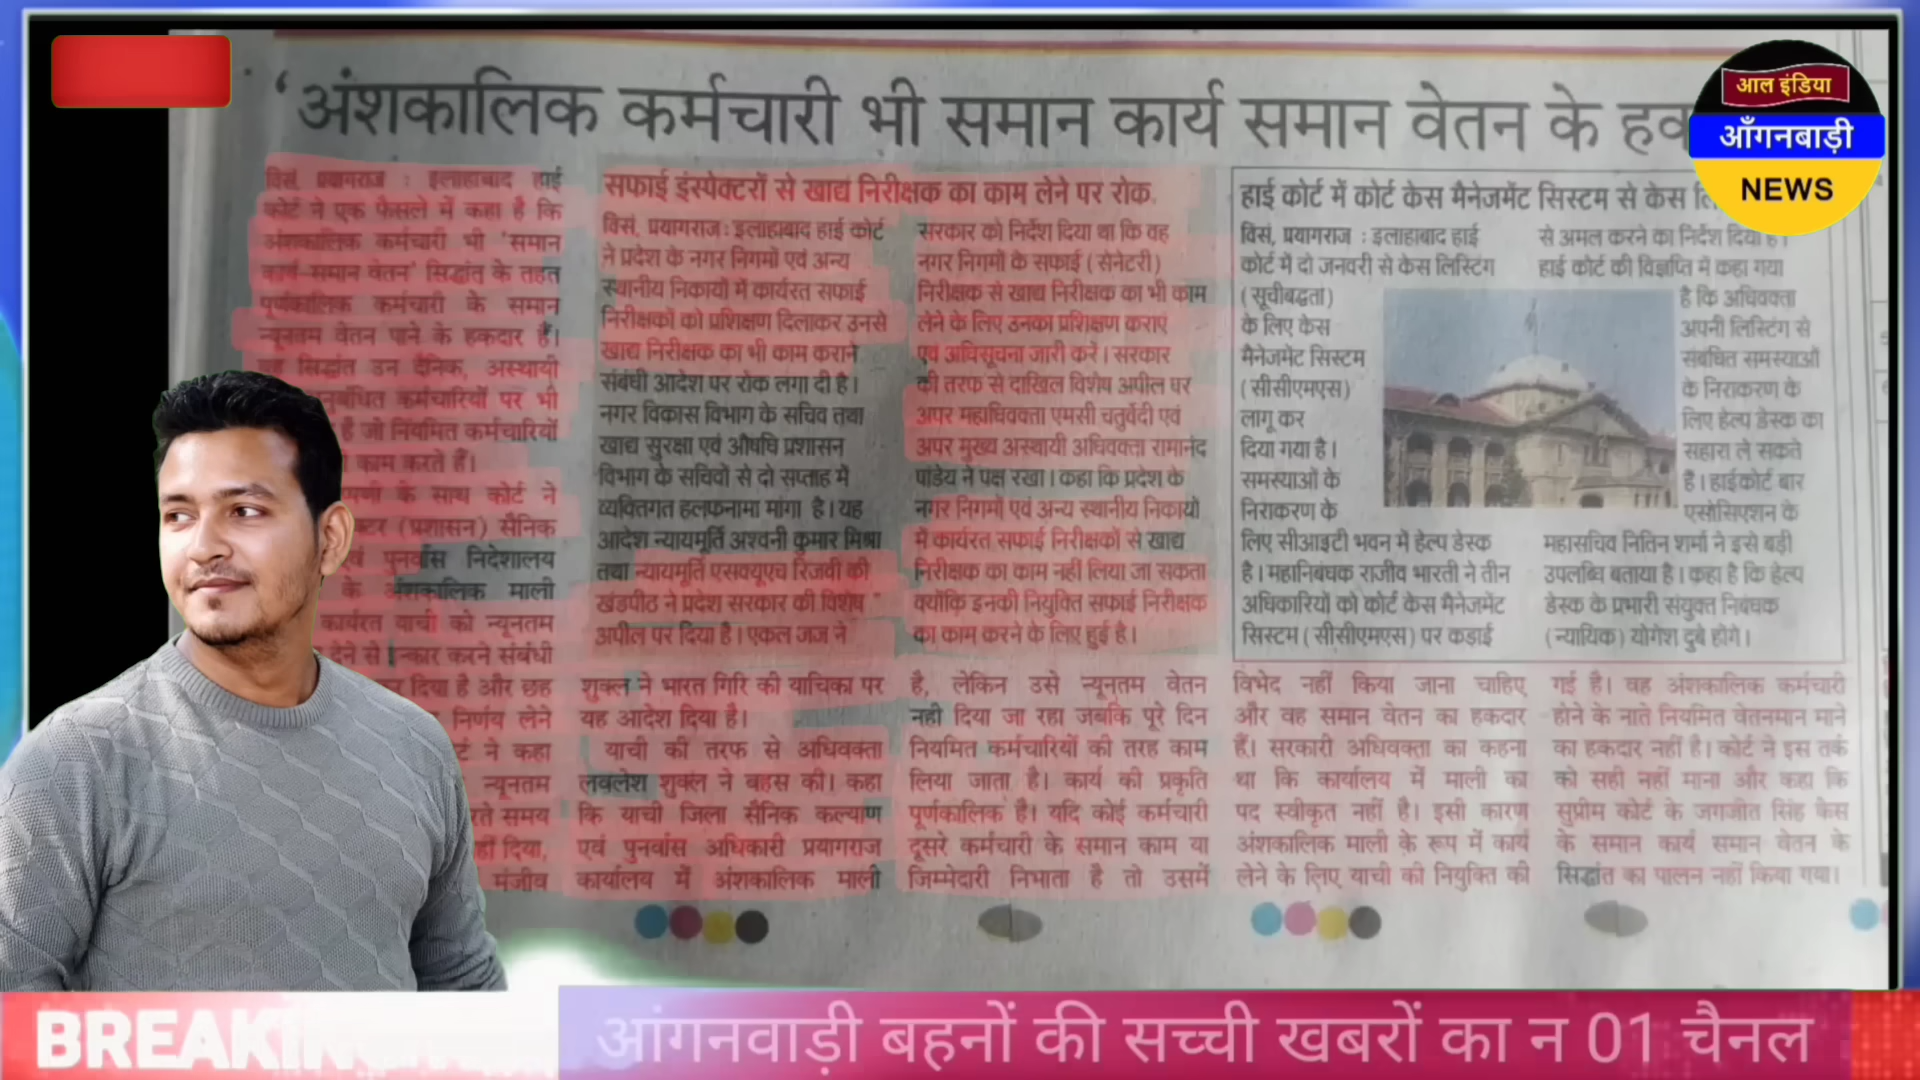 'अंशकालिक कर्मचारी भी समान कार्य समान वेतन के
आल इंडिया
आँगनबाड़ी
NEWS
विसं, प्रयागराज : इलाहाबाद हाई
कोर्ट ने एक फैसले में कहा है कि
अंशकालिक कर्मचारी भी 'समान
कार्य-समान वेतन' सिद्धांत के तहत
पूर्णकालिक कर्मचारी के समान
न्यूनतम वेतन पाने के हकदार हैं।
यह सिद्धांत उन दैनिक, अस्थायी
कर्मचारियों पर भी
है जो नियमित कर्मचारियों
काम करते हैं।
के साथ कोर्ट ने
(प्रशासन) सैनिक
एवं पुनर्वास निदेशालय
के अंशकालिक माली
कार्यरत याची को न्यूनतम
देने से इन्कार करने संबंधी
दिया है और छह
निर्णय लेने
ने कहा
न्यूनतम
समय
दिया,
मंजीव
शुक्ल ने भारत गिरि की याचिका पर
यह आदेश दिया है।
याची की तरफ से अधिवक्ता
लवलेश शुक्ल ने बहस की। कहा
कि याची जिला सैनिक कल्याण
एवं पुनर्वास अधिकारी प्रयागराज
कार्यालय में अंशकालिक माली
है, लेकिन उसे न्यूनतम वेतन
नही दिया जा रहा जबकि पूरे दिन
नियमित कर्मचारियों की तरह काम
लिया जाता है। कार्य की प्रकृति
पूर्णकालिक है। यदि कोई कर्मचारी
दूसरे कर्मचारी के समान काम या
जिम्मेदारी निभाता है तो उसमें
विभेद नहीं किया जाना चाहिए
और वह समान वेतन का हकदार
हैं। सरकारी अधिवक्ता का कहना
था कि कार्यालय में माली का
पद स्वीकृत नहीं है। इसी कारण
अंशकालिक माली के रूप में कार्य
लेने के लिए याची की नियुक्ति की
गई है। वह अंशकालिक कर्मचारी
होने के नाते नियमित वेतनमान माने
का हकदार नहीं है। कोर्ट ने इस तर्क
को सही नहीं माना और कहा कि
सुप्रीम कोर्ट के जगजीत सिंह केस
के समान कार्य समान वेतन के
सिद्धांत का पालन नहीं किया गया।
सफाई इंस्पेक्टरों से खाद्य निरीक्षक का काम लेने पर रोक
विसं, प्रयागराज : इलाहाबाद हाई कोर्ट
ने प्रदेश के नगर निगमों एवं अन्य
स्थानीय निकायों में कार्यरत सफाई
निरीक्षकों को प्रशिक्षण दिलाकर उनसे
खाद्य निरीक्षक का भी काम कराने
संबंधी आदेश पर रोक लगा दी है।
नगर विकास विभाग के सचिव तथा
खाद्य सुरक्षा एवं औषधि प्रशासन
विभाग के सचिवों से दो सप्ताह में
व्यक्तिगत हलफनामा मांगा है। यह
आदेश न्यायमूर्ति अश्वनी कुमार मिश्रा
तथा न्यायमूर्ति एसक्यूएच रिजवी की
खंडपीठ ने प्रदेश सरकार की विशेष
अपील पर दिया है। एकल जज ने
सरकार को निर्देश दिया था कि वह
नगर निगमों के सफाई (सेनेटरी)
निरीक्षक से खाद्य निरीक्षक का भी काम
लेने के लिए उनका प्रशिक्षण कराएं
एवं अधिसूचना जारी करें। सरकार
की तरफ से दाखिल विशेष अपील पर
अपर महाधिवक्ता एमसी चतुर्वेदी एवं
अपर मुख्य अस्थायी अधिवक्ता रामानंद
पांडेय ने पक्ष रखा। कहा कि प्रदेश के
नगर निगमों एवं अन्य स्थानीय निकायों
में कार्यरत सफाई निरीक्षकों से खाद्य
निरीक्षक का काम नहीं लिया जा सकता
क्योंकि इनकी नियुक्ति सफाई निरीक्षक
का काम करने के लिए हुई है।
हाई कोर्ट में कोर्ट केस मैनेजमेंट सिस्टम से केस
विसं, प्रयागराज : इलाहाबाद हाई
कोर्ट में दो जनवरी से केस लिस्टिंग
(सूचीबद्धता)
के लिए केस
मैनेजमेंट सिस्टम
(सीसीएमएस)
लागू कर
दिया गया है।
समस्याओं के
निराकरण के
लिए सीआइटी भवन में हेल्प डेस्क
है। महानिबंधक राजीव भारती ने तीन
अधिकारियों को कोर्ट केस मैनेजमेंट
सिस्टम (सीसीएमएस) पर कड़ाई
से अमल करने का निर्देश दिया है।
हाई कोर्ट की विज्ञप्ति में कहा गया
है कि अधिवक्ता
अपनी लिस्टिंग से
संबंधित समस्याओं
के निराकरण के
लिए हेल्प डेस्क का
सहारा ले सकते
हैं। हाईकोर्ट बार
एसोसिएशन के
महासचिव नितिन शर्मा ने इसे बड़ी
उपलब्धि बताया है। कहा है कि हेल्प
डेस्क के प्रभारी संयुक्त निबंधक
(न्यायिक) योगेश दुबे होंगे।
आंगनवाड़ी बहनों की सच्ची खबरों का न 01 चैनल